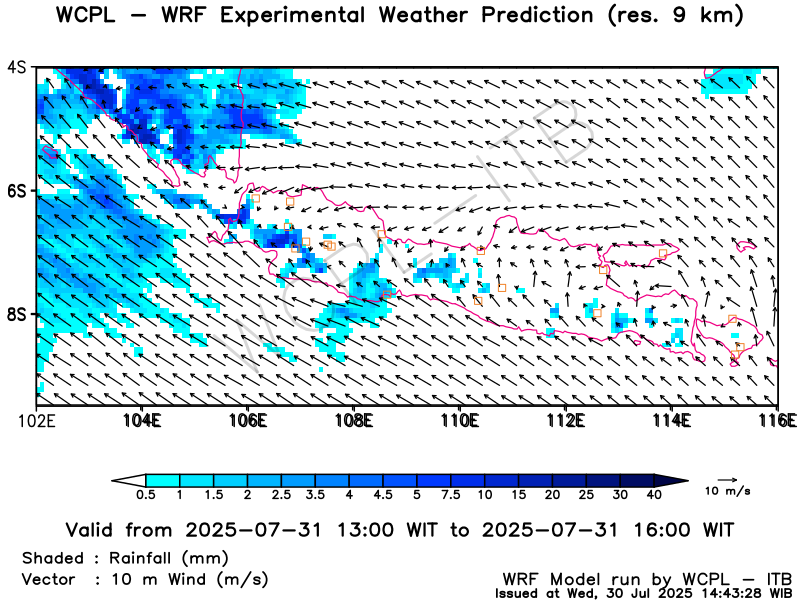 WCPL – WRF Experimental Weather Prediction (res. 9 km)
4S
6S
8S
102E 104E 106E 108E 110E 112E 114E 116E
WCPL–ITB
0.5 1 1.5 2 2.5 3.5 4 4.5 5 7.5 10 15 20 25 30 40
10 m/s
Valid from 2025–07–31 13:00 WIT to 2025–07–31 16:00 WIT
Shaded : Rainfall (mm)
Vector : 10 m Wind (m/s)
WRF Model run by WCPL – ITB
Issued at Wed, 30 Jul 2025 14:43:28 WIB